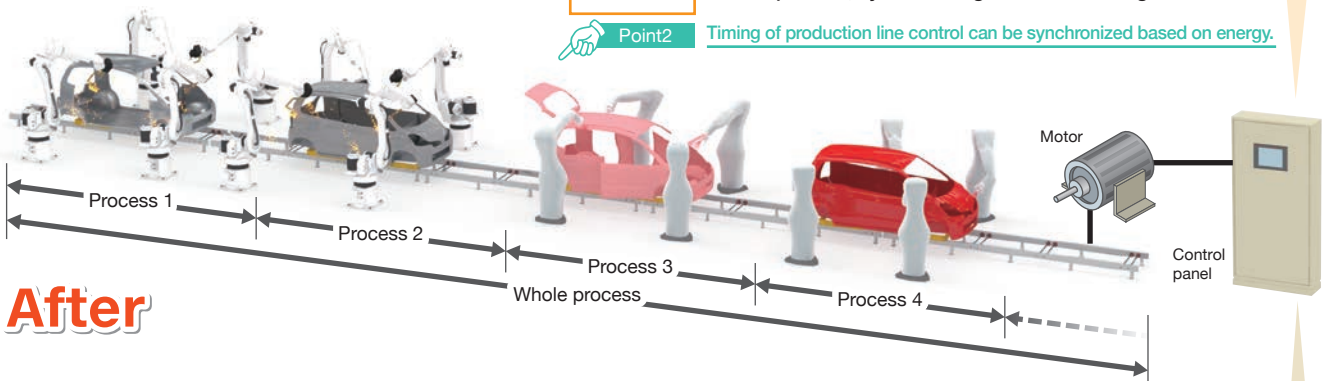 Point2
Timing of production line control can be synchronized based on energy.
Motor
Process 1
Process 2
Process 3
Process 4
Whole process
Control
panel
After